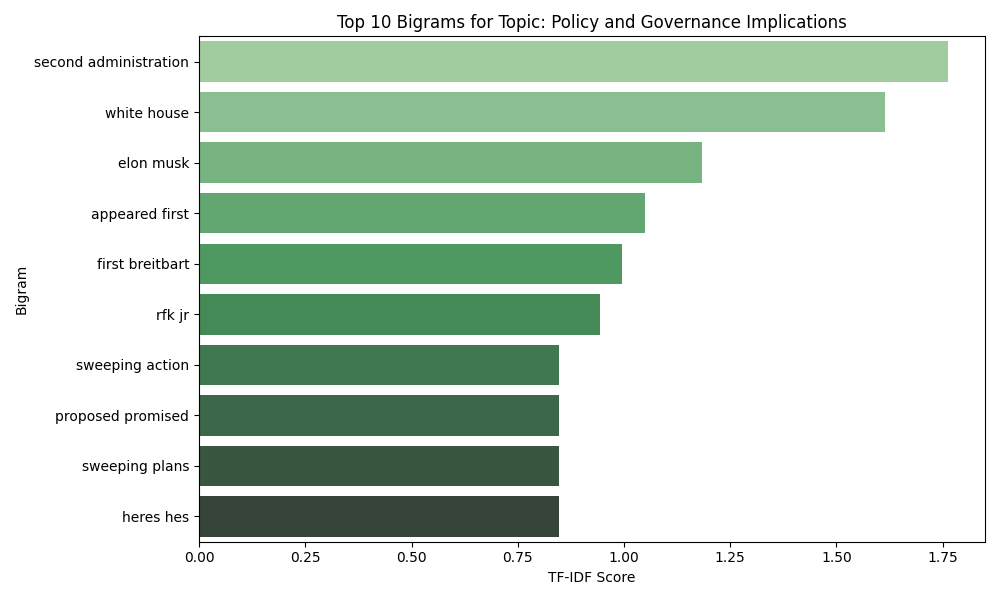 Top 10 Bigrams for Topic: Policy and Governance Implications
second administration
white house
elon musk
appeared first
first breitbart
rfk jr
sweeping action
proposed promised
sweeping plans
heres hes
Bigram
0.00 0.25 0.50 0.75 1.00 1.25 1.50 1.75
TF-IDF Score